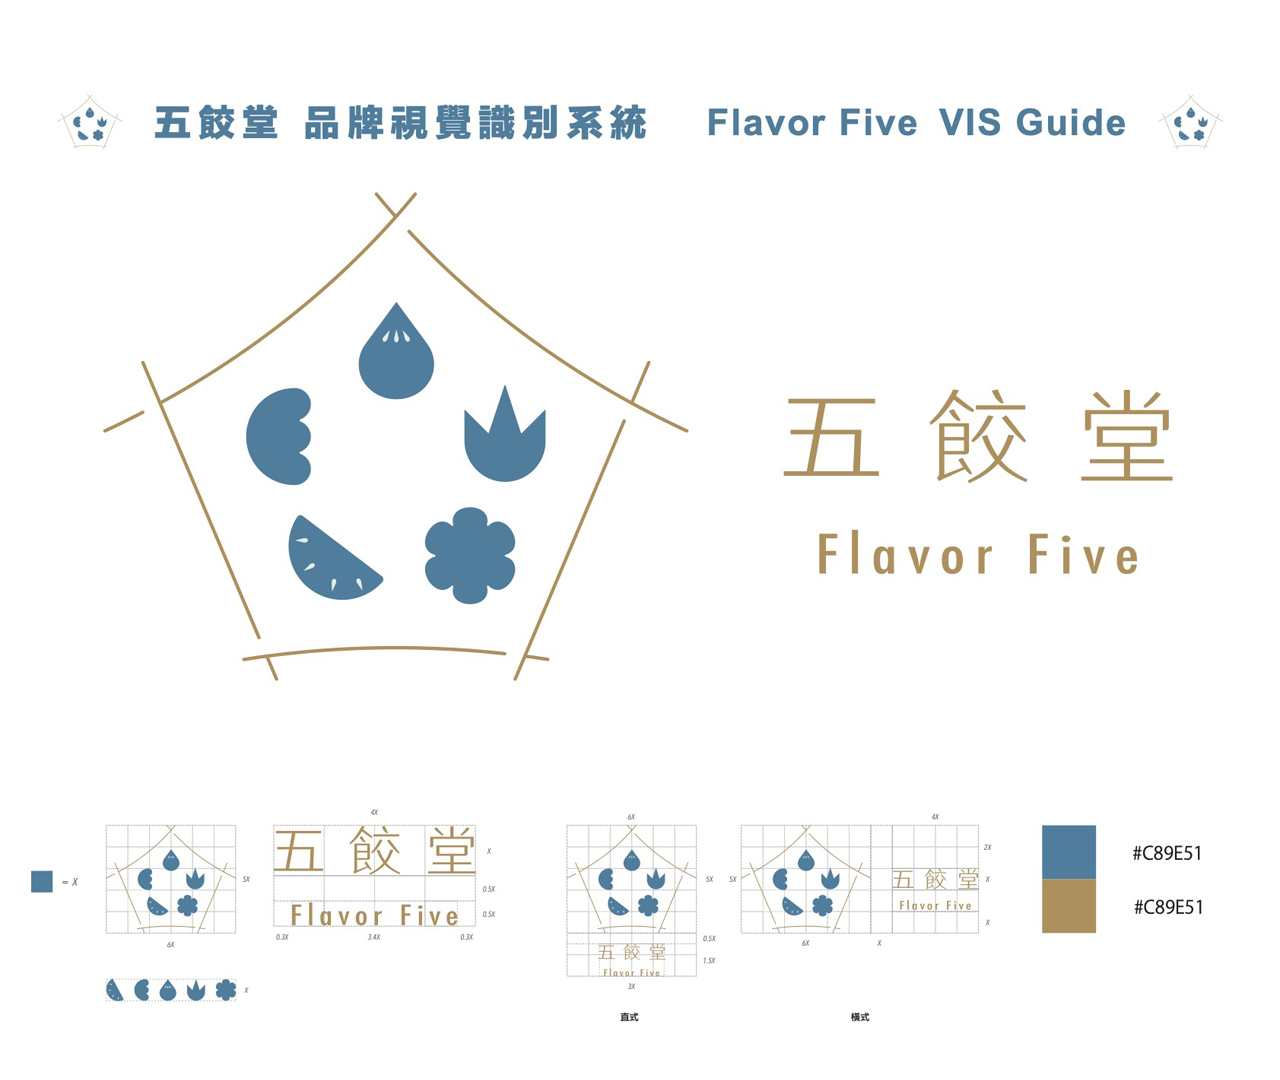 五餃堂 品牌視覺識別系統 Flavor Five VIS Guide
五餃堂
Flavor Five
= X
5X
6X
X
4X
五餃堂
Flavor Five
X
0.5X
0.5X
0.3X 3.4X 0.3X
6X
5X
五餃堂
Flavor Five
0.5X
1.5X
3X
直式
4X
5X
五餃堂
Flavor Five
2X
X
X
6X X
橫式
#C89E51
#C89E51